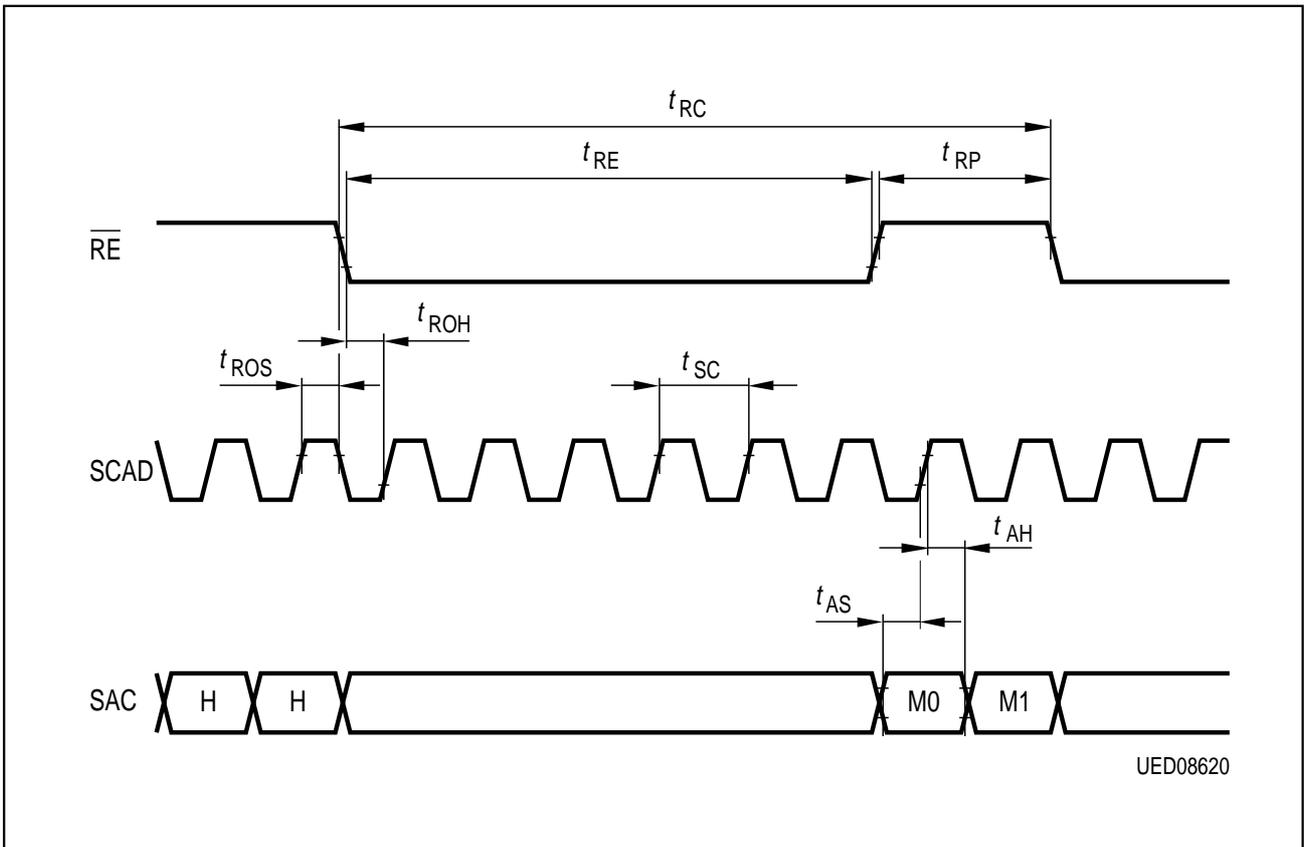 tRC
tRE
tRP
RE
tROH
tROS
tSC
SCAD
tAH
tAS
SAC
H
H
M0
M1
UED08620